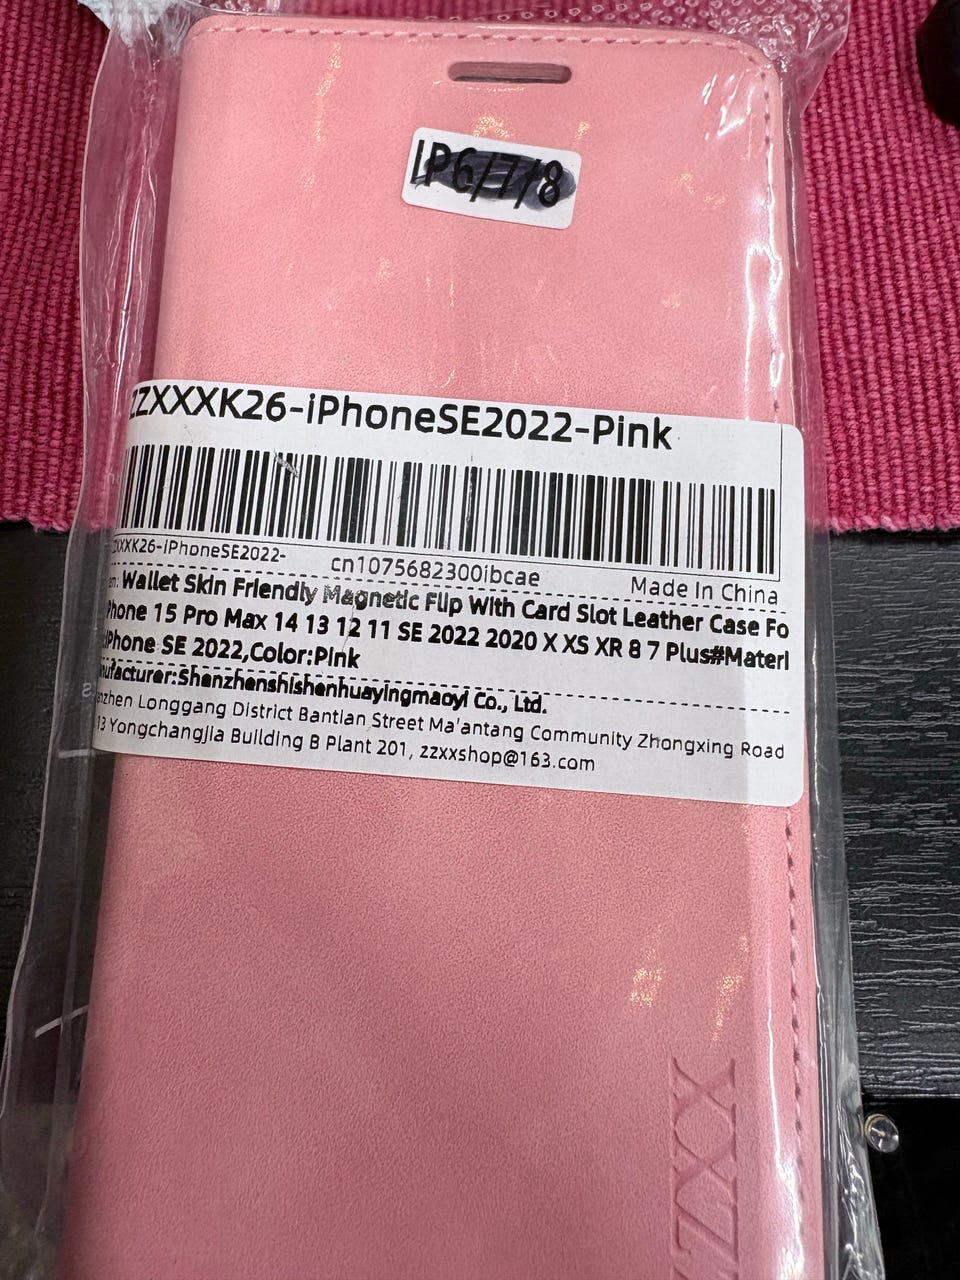 IP6/7/8
ZZXXXK26-iPhoneSE2022-Pink
ZXXXK26-iPhoneSE2022-
cn1075682300ibcae
Made In China
Wallet Skin Friendly Magnetic Flip With Card Slot Leather Case Fo
Phone 15 Pro Max 14 13 12 11 SE 2022 2020 X XS XR 8 7 Plus#Materi
iPhone SE 2022,Color:Pink
nufacturer:Shenzhenshishenhuayingmaoyi Co., Ltd.
nzhen Longgang District Bantian Street Ma'antang Community Zhongxing Road
13 Yongchangjia Building B Plant 201, zzxxshop@163.com
ZZXX